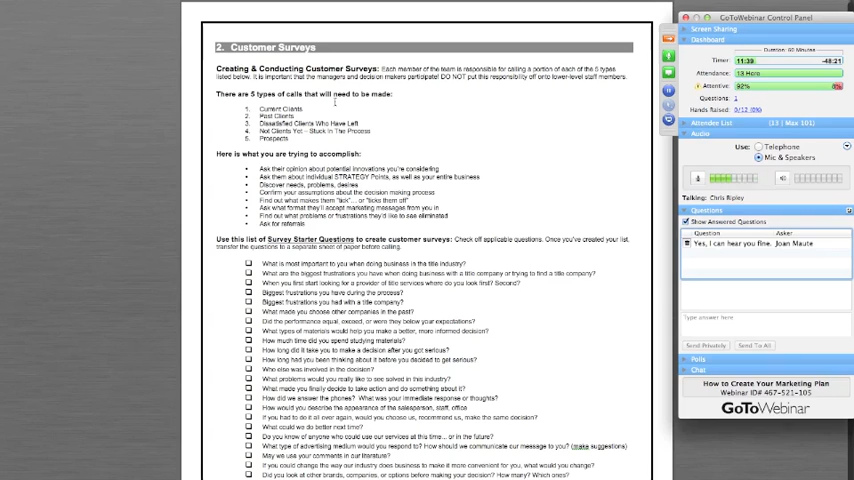 2. Customer Surveys
Creating & Conducting Customer Surveys: Each member of the team is responsible for calling a portion of each of the 5 types
listed below. It is important that the managers and decision makers participate! DO NOT put this responsibility off onto lower-level staff members.
There are 5 types of calls that will need to be made:
1. Current Clients
2. Past Clients
3. Dissatisfied Clients Who Have Left
4. Not Clients Yet – Stuck In The Process
5. Prospects
Here is what you are trying to accomplish:
• Ask their opinion about potential innovations you're considering
• Ask them about individual STRATEGY Points, as well as your entire business
• Discover needs, problems, desires
• Confirm your assumptions about the decision making process
• Find out what makes them "tick"... or "ticks them off"
• Ask what format they'll accept marketing messages from you in
• Find out what problems or frustrations they'd like to see eliminated
• Ask for referrals
Use this list of Survey Starter Questions to create customer surveys: Check off applicable questions. Once you've created your list,
transfer the questions to a separate sheet of paper before calling.
What is most important to you when doing business in the title industry?
What are the biggest frustrations you have when doing business with a title company or trying to find a title company?
When you first start looking for a provider of title services where do you look first? Second?
Biggest frustrations you have during the process?
Biggest frustrations you had with a title company?
What made you choose other companies in the past?
Did the performance equal, exceed, or were they below your expectations?
What types of materials would help you make a better, more informed decision?
How much time did you spend studying materials?
How long did it take you to make a decision after you got serious?
How long had you been thinking about it before you decided to get serious?
Who else was involved in the decision?
What problems would you really like to see solved in this industry?
What made you finally decide to take action and do something about it?
How did we answer the phones? What was your immediate response or thoughts?
How would you describe the appearance of the salesperson, staff, office
If you had to do it all over again, would you choose us, recommend us, make the same decision?
What could we do better next time?
Do you know of anyone who could use our services at this time... or in the future?
What type of advertising medium would you respond to? How should we communicate our message to you? (make suggestions)
May we use your comments in our literature?
If you could change the way our industry does business to make it more convenient for you, what would you change?
Did you look at other brands, companies, or options before making your decision? How many? Which ones?
GoToWebinar Control Panel
Screen Sharing
Dashboard
Duration: 60 Minutes
Timer: 11:39 -48:21
Attendance: 13 Here
Attentive: 92%
Questions: 1
Hands Raised: 0/12 (0%)
Attendee List (13 | Max 101)
Audio
Use: Telephone
Mic & Speakers
Talking: Chris Ripley
Questions
Show Answered Questions
Question Asker
Yes, I can hear you fine. Joan Maute
Type answer here
Send Privately Send To All
Polls
Chat
How to Create Your Marketing Plan
Webinar ID# 467-521-105
GoToWebinar